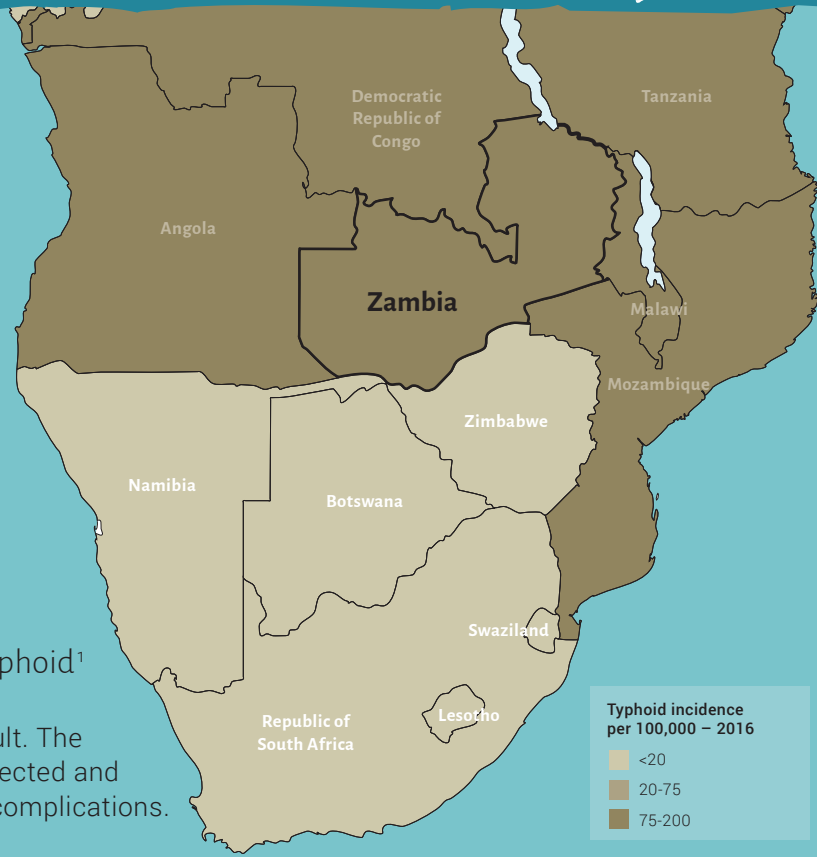 Democratic
Republic of
Congo
Tanzania
Angola
Zambia
Malawi
Mozambique
Zimbabwe
Namibia
Botswana
Swaziland
phoid¹
Republic of
South Africa
Lesotho
Typhoid incidence
per 100,000 – 2016
<20
20-75
75-200
ult. The
ected and
complications.